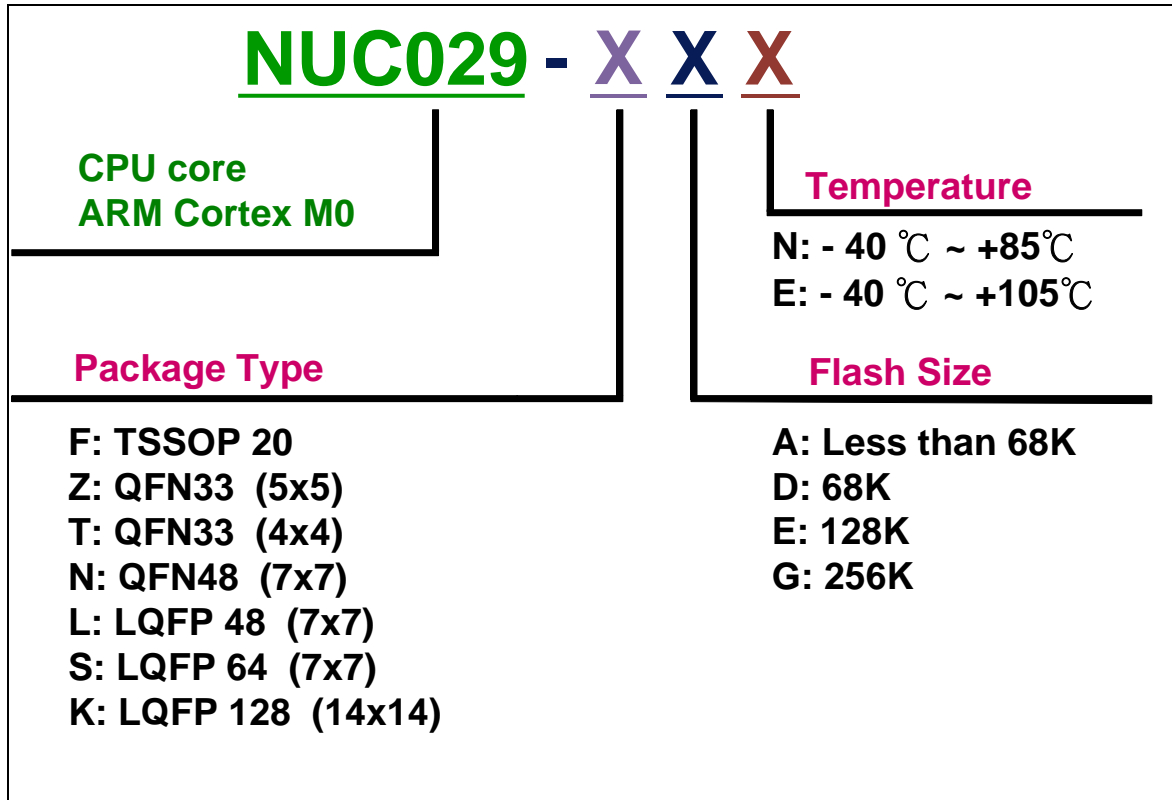 NUC029 - X X X
CPU core
ARM Cortex M0
Temperature
N: - 40 ℃ ~ +85℃
E: - 40 ℃ ~ +105℃
Package Type
F: TSSOP 20
Z: QFN33 (5x5)
T: QFN33 (4x4)
N: QFN48 (7x7)
L: LQFP 48 (7x7)
S: LQFP 64 (7x7)
K: LQFP 128 (14x14)
Flash Size
A: Less than 68K
D: 68K
E: 128K
G: 256K